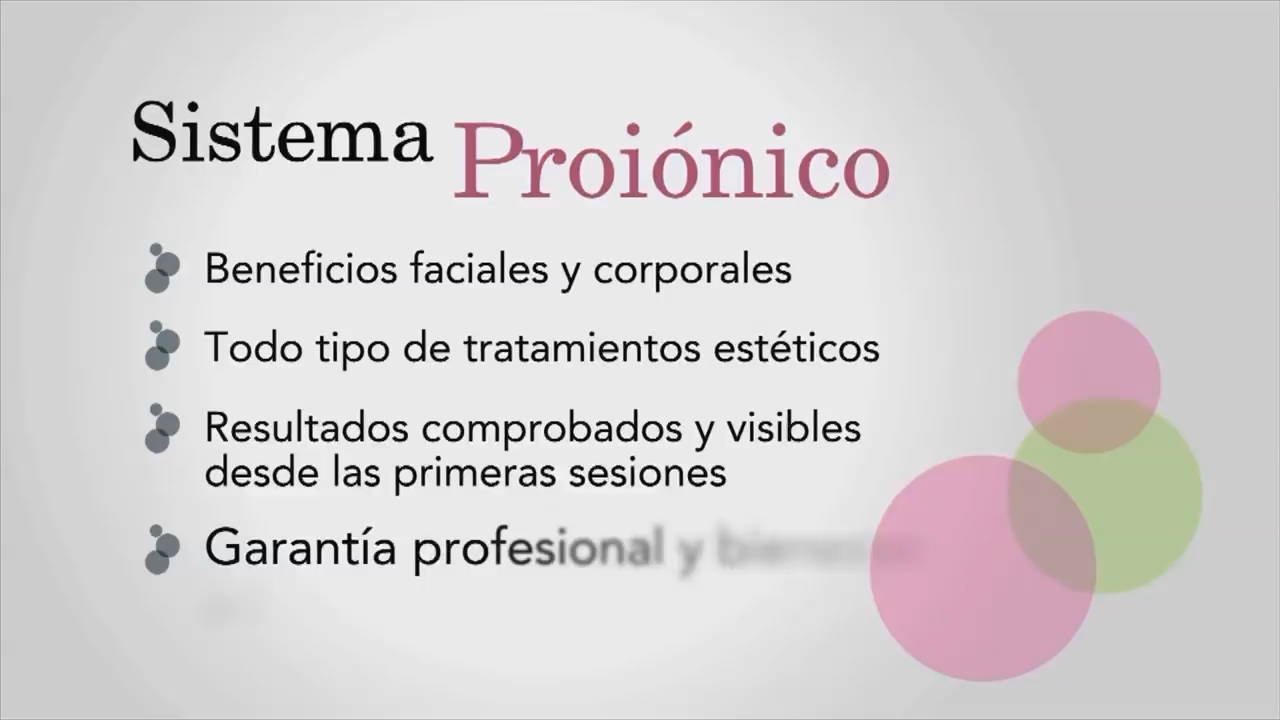 Sistema Proiónico
Beneficios faciales y corporales
Todo tipo de tratamientos estéticos
Resultados comprobados y visibles
desde las primeras sesiones
Garantía profesional y